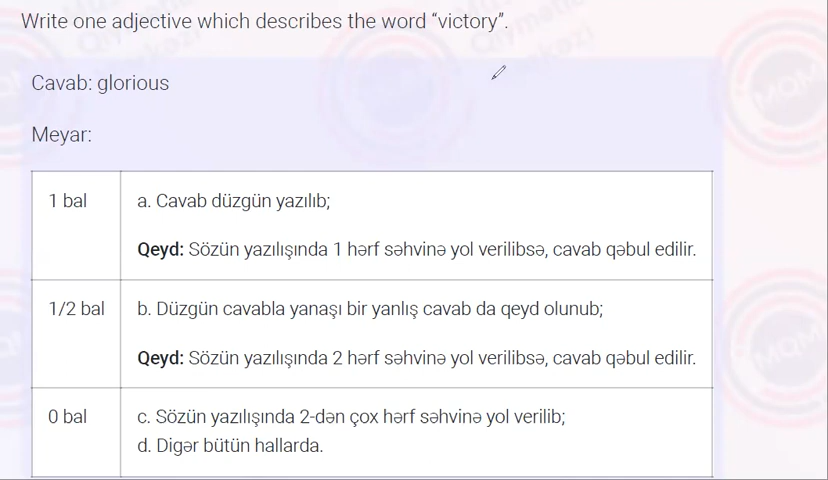 Write one adjective which describes the word “victory”.
Cavab: glorious
Meyar:
1 bal
a. Cavab düzgün yazılıb;
Qeyd: Sözün yazılışında 1 hərf səhvinə yol verilibsə, cavab qəbul edilir.
1/2 bal
b. Düzgün cavabla yanaşı bir yanlış cavab da qeyd olunub;
Qeyd: Sözün yazılışında 2 hərf səhvinə yol verilibsə, cavab qəbul edilir.
0 bal
c. Sözün yazılışında 2-dən çox hərf səhvinə yol verilib;
d. Digər bütün hallarda.